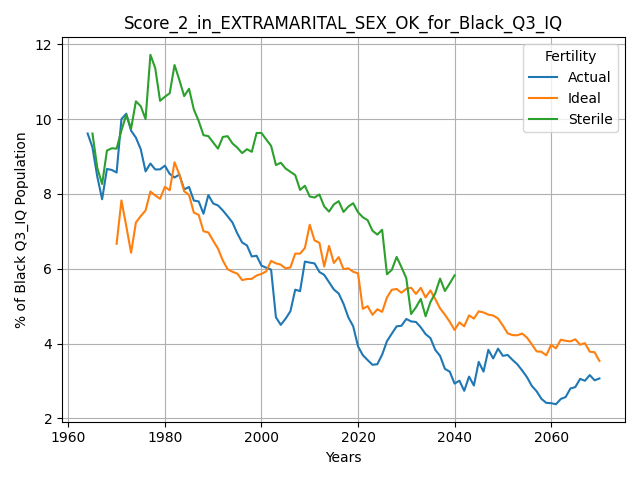 Score_2_in_EXTRAMARITAL_SEX_OK_for_Black_Q3_IQ
Fertility
Actual
Ideal
Sterile
% of Black Q3_IQ Population
12
10
8
6
4
2
1960 1980 2000 2020 2040 2060
Years